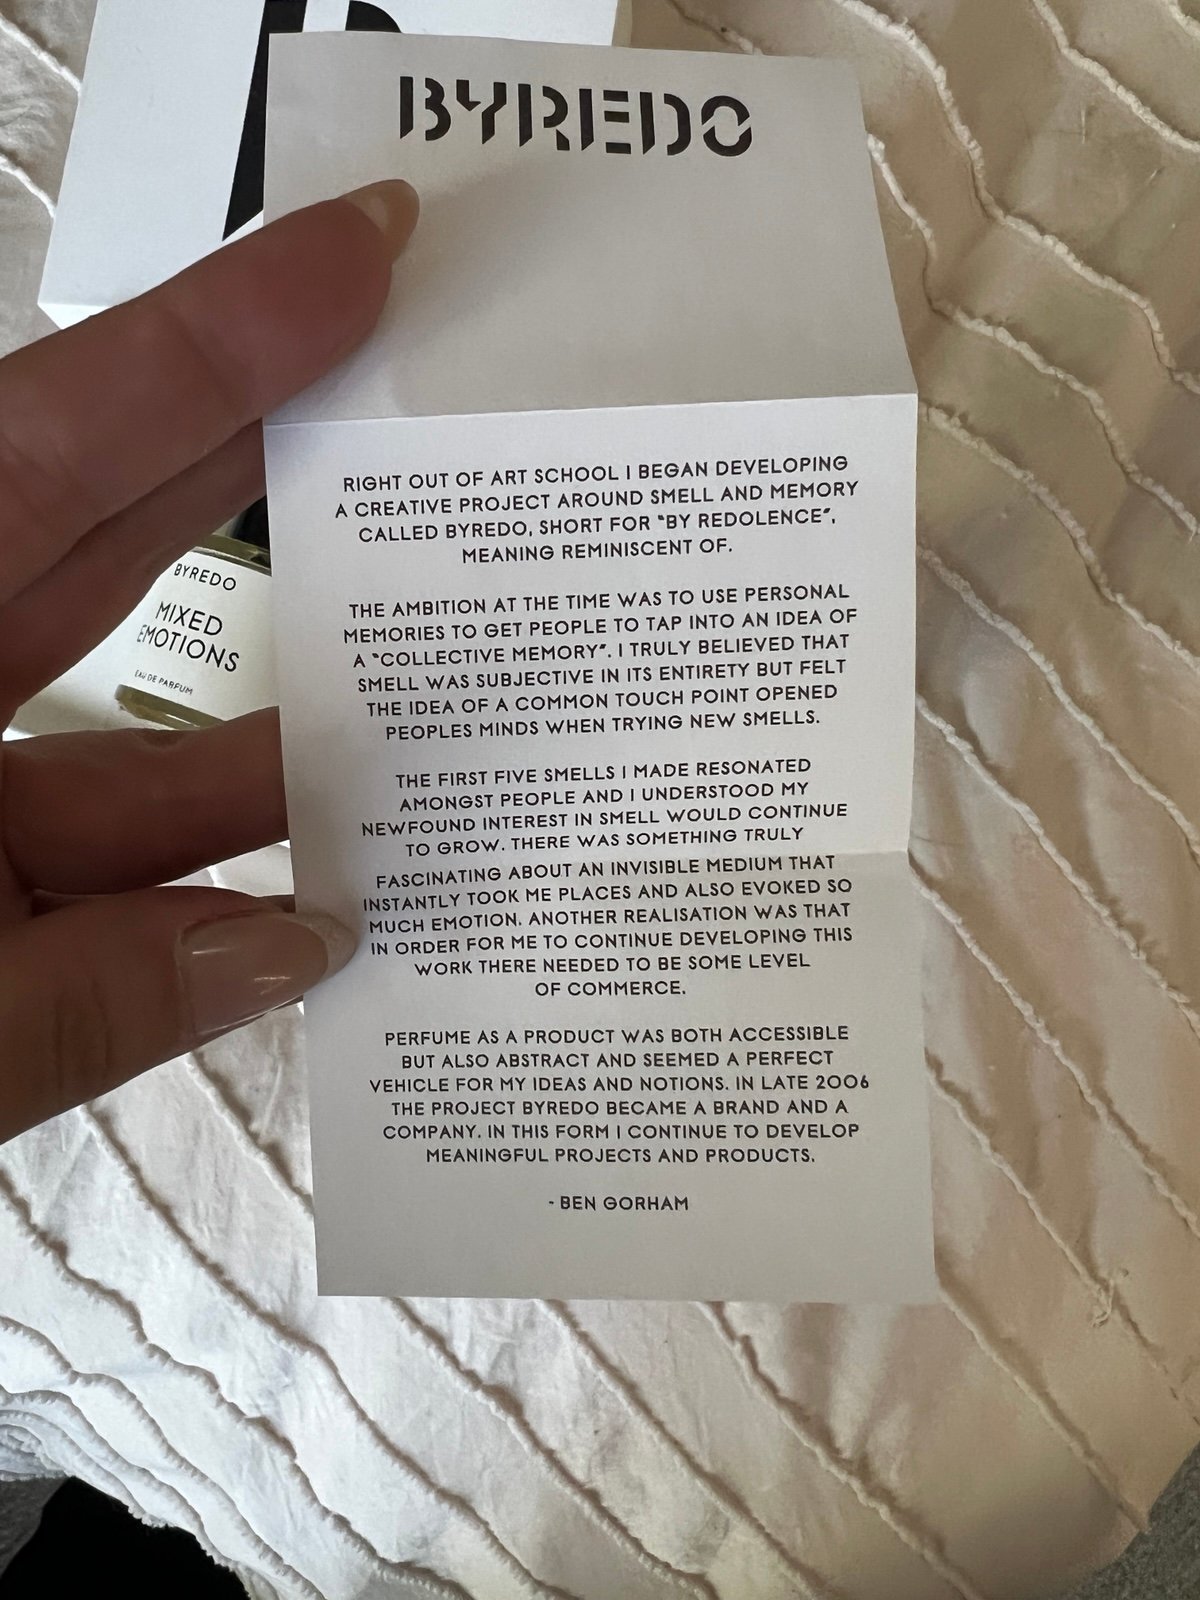 BYREDO
RIGHT OUT OF ART SCHOOL I BEGAN DEVELOPING
A CREATIVE PROJECT AROUND SMELL AND MEMORY
CALLED BYREDO, SHORT FOR "BY REDOLENCE",
MEANING REMINISCENT OF.
THE AMBITION AT THE TIME WAS TO USE PERSONAL
MEMORIES TO GET PEOPLE TO TAP INTO AN IDEA OF
A "COLLECTIVE MEMORY". I TRULY BELIEVED THAT
SMELL WAS SUBJECTIVE IN ITS ENTIRETY BUT FELT
THE IDEA OF A COMMON TOUCH POINT OPENED
PEOPLES MINDS WHEN TRYING NEW SMELLS.
THE FIRST FIVE SMELLS I MADE RESONATED
AMONGST PEOPLE AND I UNDERSTOOD MY
NEWFOUND INTEREST IN SMELL WOULD CONTINUE
TO GROW. THERE WAS SOMETHING TRULY
FASCINATING ABOUT AN INVISIBLE MEDIUM THAT
INSTANTLY TOOK ME PLACES AND ALSO EVOKED SO
MUCH EMOTION. ANOTHER REALISATION WAS THAT
IN ORDER FOR ME TO CONTINUE DEVELOPING THIS
WORK THERE NEEDED TO BE SOME LEVEL
OF COMMERCE.
PERFUME AS A PRODUCT WAS BOTH ACCESSIBLE
BUT ALSO ABSTRACT AND SEEMED A PERFECT
VEHICLE FOR MY IDEAS AND NOTIONS. IN LATE 2006
THE PROJECT BYREDO BECAME A BRAND AND A
COMPANY. IN THIS FORM I CONTINUE TO DEVELOP
MEANINGFUL PROJECTS AND PRODUCTS.
- BEN GORHAM
BYREDO
MIXED
EMOTIONS
EAU DE PARFUM